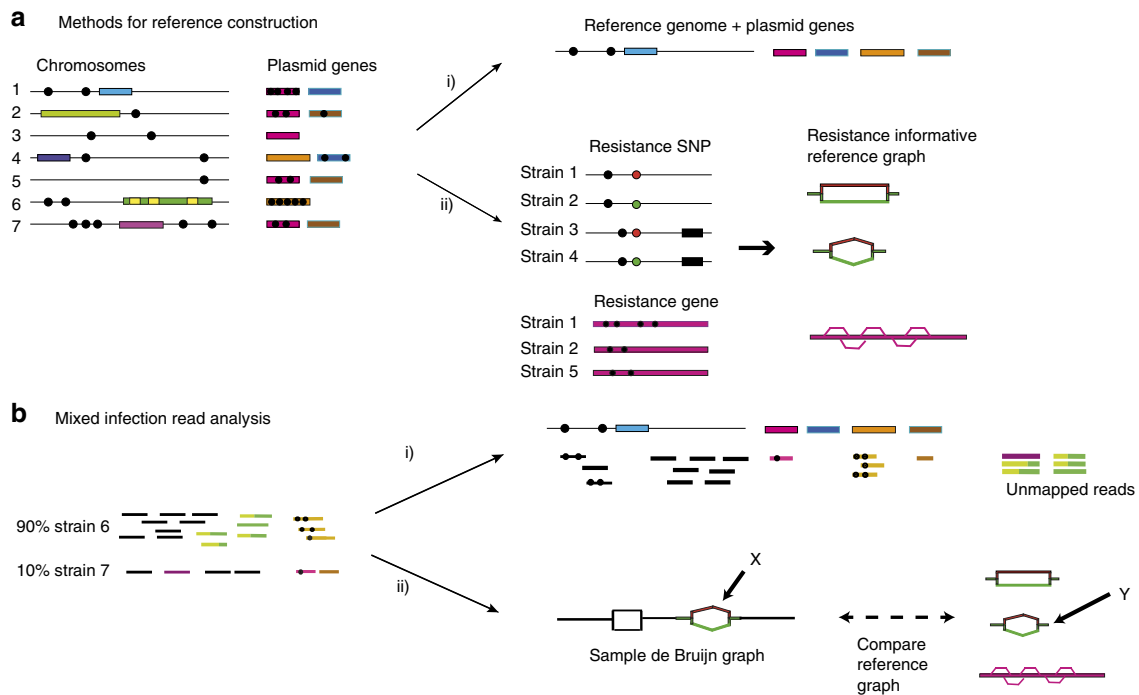 a
Methods for reference construction
Chromosomes
Plasmid genes
1
2
3
4
5
6
7
i)
ii)
Reference genome + plasmid genes
Resistance SNP
Strain 1
Strain 2
Strain 3
Strain 4
Resistance informative
reference graph
Resistance gene
Strain 1
Strain 2
Strain 5
b
Mixed infection read analysis
90% strain 6
10% strain 7
i)
ii)
Unmapped reads
X
Sample de Bruijn graph
Compare
reference
graph
Y